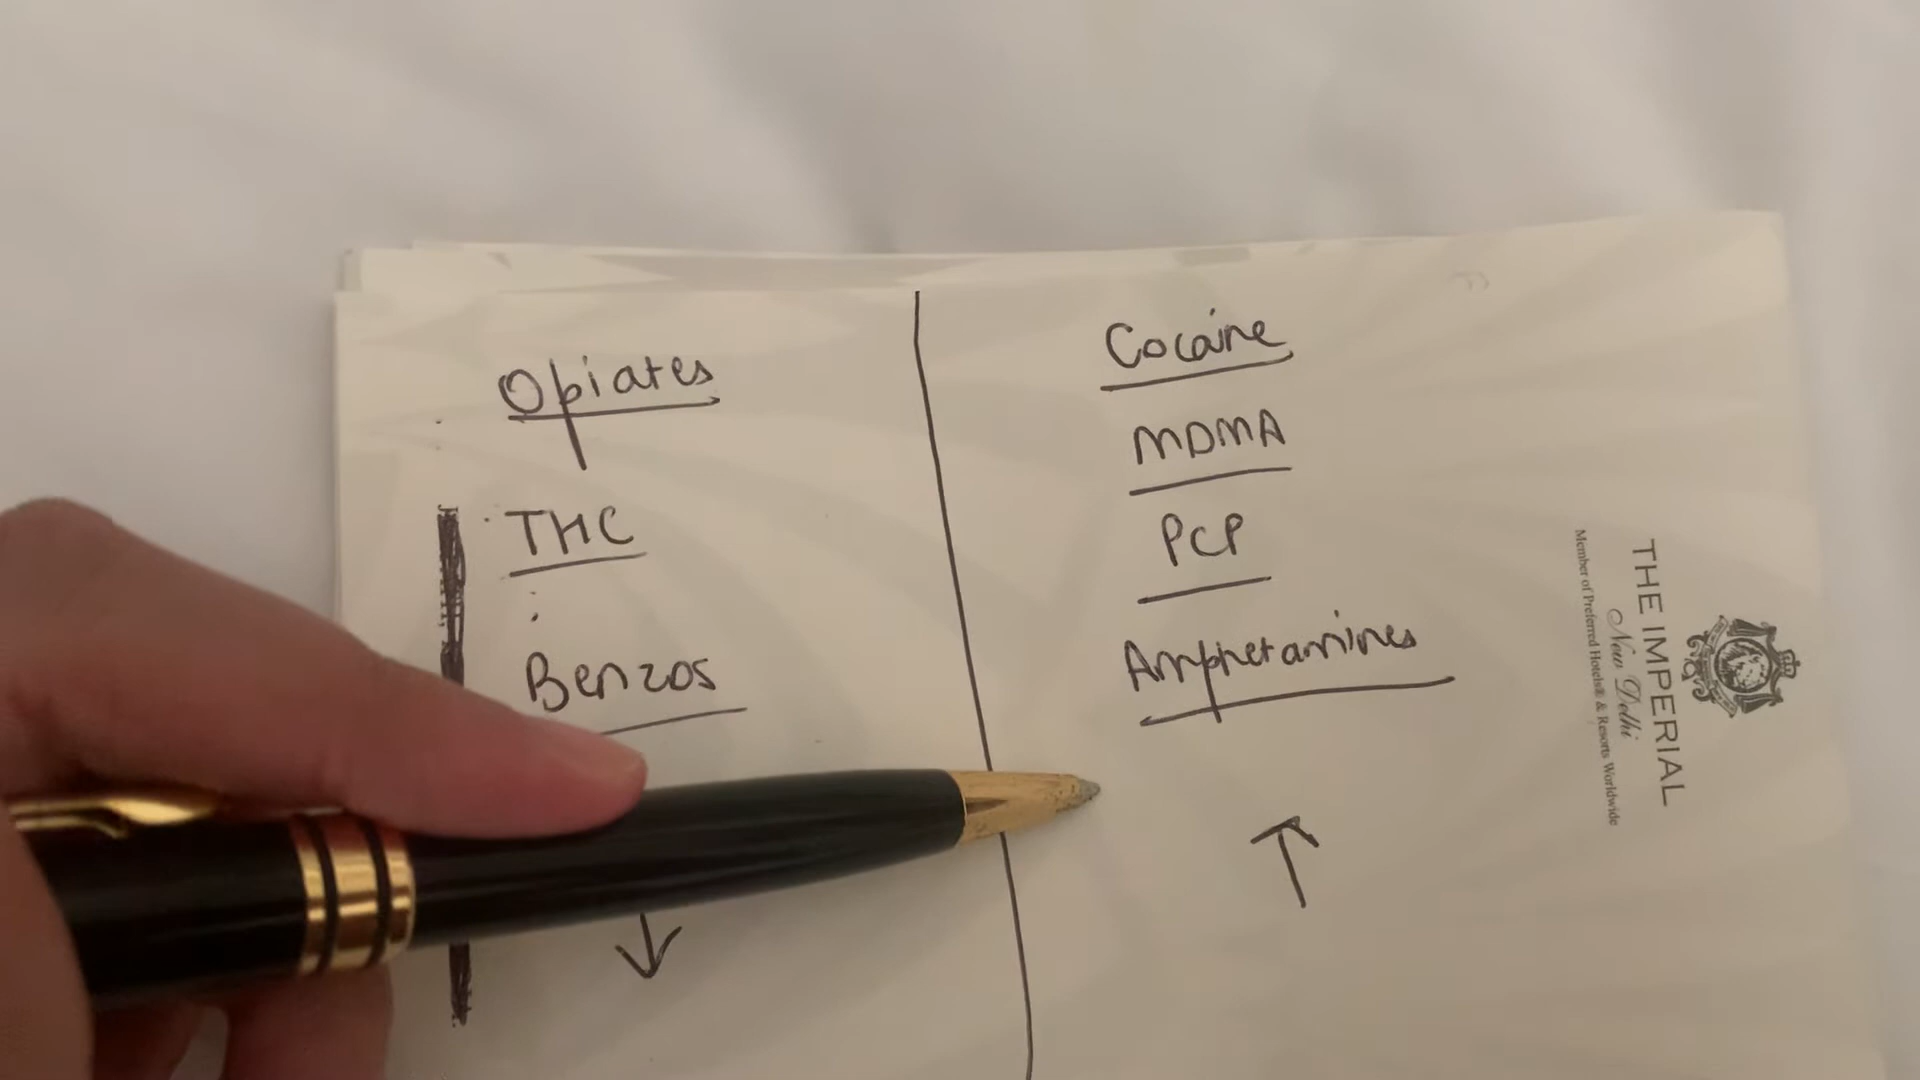 Opiates
THC
Benzos
↓
Cocaine
MDMA
PCP
Amphetamines
↑
THE IMPERIAL
New Delhi
Member of Preferred Hotels® & Resorts Worldwide